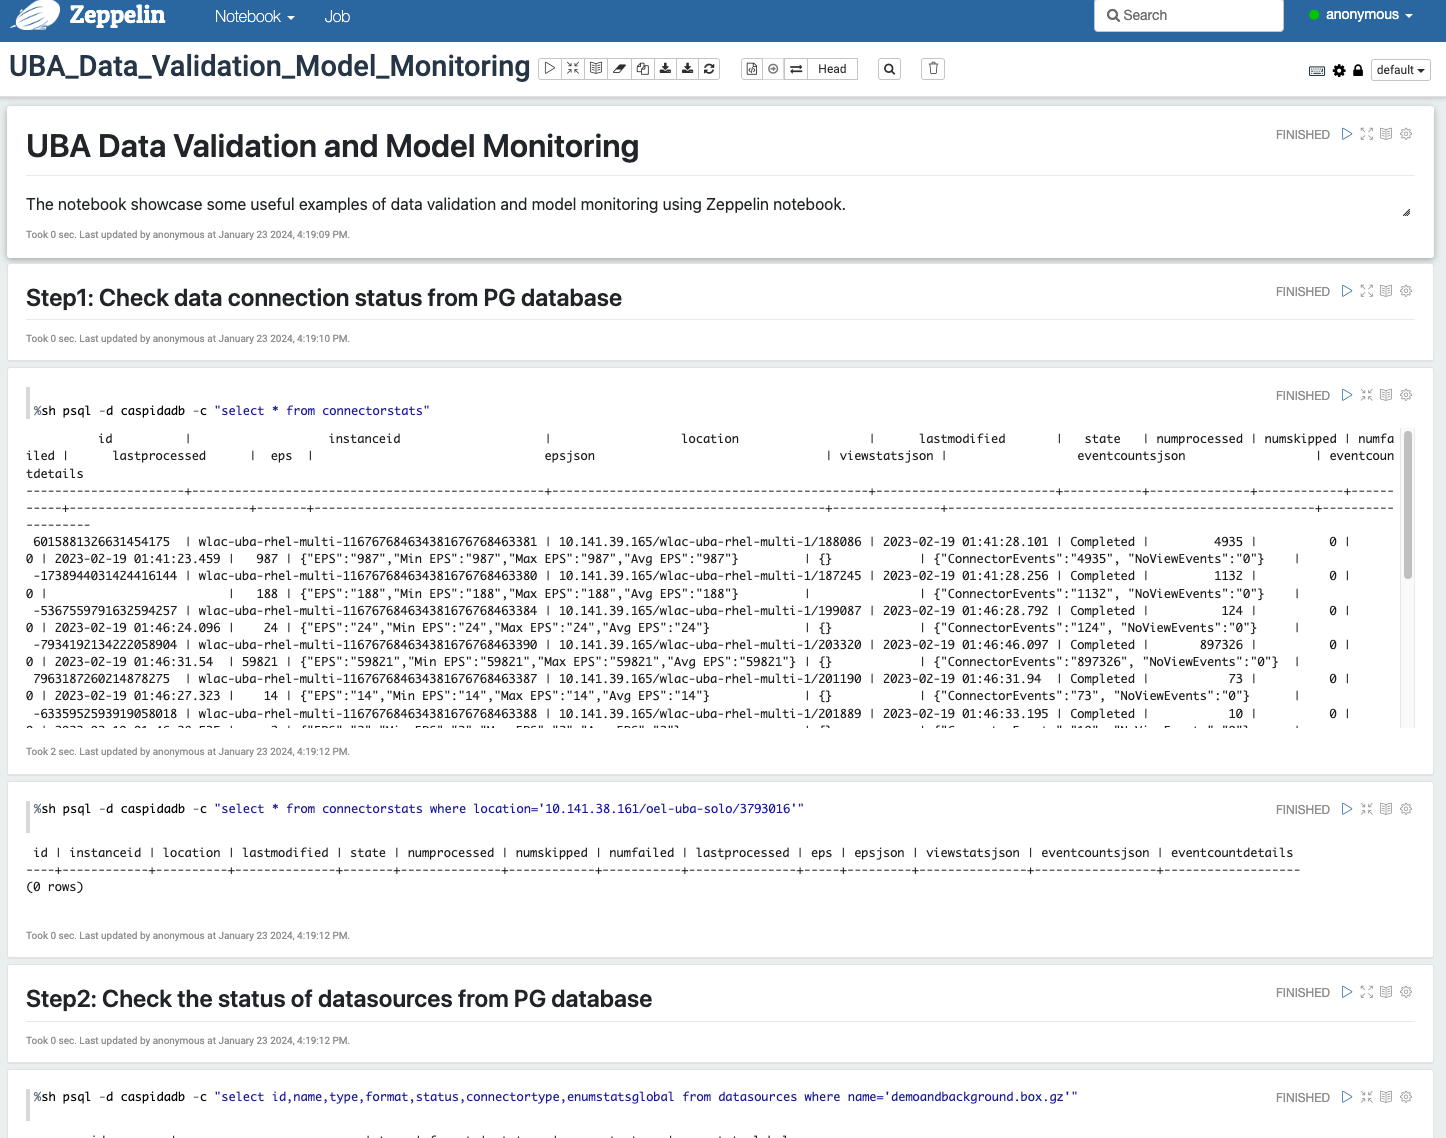 Zeppelin
Notebook
Job
Search
anonymous
UBA_Data_Validation_Model_Monitoring
Head
default
UBA Data Validation and Model Monitoring
FINISHED
The notebook showcase some useful examples of data validation and model monitoring using Zeppelin notebook.
Took 0 sec. Last updated by anonymous at January 23 2024, 4:19:09 PM.
Step1: Check data connection status from PG database
FINISHED
Took 0 sec. Last updated by anonymous at January 23 2024, 4:19:10 PM.
FINISHED
%sh psql -d caspidadb -c "select * from connectorstats"
id | instanceid | location | lastmodified | state | numprocessed | numskipped | numfa
iled | lastprocessed | eps | epsjson | viewstatsjson | eventcountsjson | eventcoun
tdetails
----------------------+-------------------------------------------------+--------------------------------------------+-------------------------+-----------+--------------+------------+------
-----+-------------------------+-------+---------------------------------------------------------------------------+---------------+---------------------------------------------------+----------
---------
6015881326631454175 | wlac-uba-rhel-multi-116767684634381676768463381 | 10.141.39.165/wlac-uba-rhel-multi-1/188086 | 2023-02-19 01:41:28.101 | Completed | 4935 | 0 |
0 | 2023-02-19 01:41:23.459 | 987 | {"EPS":"987","Min EPS":"987","Max EPS":"987","Avg EPS":"987"} | {} | {"ConnectorEvents":"4935", "NoViewEvents":"0"} |
-1738944031424416144 | wlac-uba-rhel-multi-116767684634381676768463380 | 10.141.39.165/wlac-uba-rhel-multi-1/187245 | 2023-02-19 01:41:28.256 | Completed | 1132 | 0 |
0 | | 188 | {"EPS":"188","Min EPS":"188","Max EPS":"188","Avg EPS":"188"} | | {"ConnectorEvents":"1132", "NoViewEvents":"0"} |
-5367559791632594257 | wlac-uba-rhel-multi-116767684634381676768463384 | 10.141.39.165/wlac-uba-rhel-multi-1/199087 | 2023-02-19 01:46:28.792 | Completed | 124 | 0 |
0 | 2023-02-19 01:46:24.096 | 24 | {"EPS":"24","Min EPS":"24","Max EPS":"24","Avg EPS":"24"} | {} | {"ConnectorEvents":"124", "NoViewEvents":"0"} |
-7934192134222058904 | wlac-uba-rhel-multi-116767684634381676768463390 | 10.141.39.165/wlac-uba-rhel-multi-1/203320 | 2023-02-19 01:46:46.097 | Completed | 897326 | 0 |
0 | 2023-02-19 01:46:31.54 | 59821 | {"EPS":"59821","Min EPS":"59821","Max EPS":"59821","Avg EPS":"59821"} | {} | {"ConnectorEvents":"897326", "NoViewEvents":"0"} |
7963187260214878275 | wlac-uba-rhel-multi-116767684634381676768463387 | 10.141.39.165/wlac-uba-rhel-multi-1/201190 | 2023-02-19 01:46:31.94 | Completed | 73 | 0 |
0 | 2023-02-19 01:46:27.323 | 14 | {"EPS":"14","Min EPS":"14","Max EPS":"14","Avg EPS":"14"} | {} | {"ConnectorEvents":"73", "NoViewEvents":"0"} |
-6335952593919058018 | wlac-uba-rhel-multi-116767684634381676768463388 | 10.141.39.165/wlac-uba-rhel-multi-1/201889 | 2023-02-19 01:46:33.195 | Completed | 10 | 0 |
Took 2 sec. Last updated by anonymous at January 23 2024, 4:19:12 PM.
%sh psql -d caspidadb -c "select * from connectorstats where location='10.141.38.161/oel-uba-solo/3793016'"
FINISHED
id | instanceid | location | lastmodified | state | numprocessed | numskipped | numfailed | lastprocessed | eps | epsjson | viewstatsjson | eventcountsjson | eventcountdetails
----+------------+----------+--------------+-------+--------------+------------+-----------+---------------+-----+---------+---------------+-----------------+-------------------
(0 rows)
Took 0 sec. Last updated by anonymous at January 23 2024, 4:19:12 PM.
Step2: Check the status of datasources from PG database
FINISHED
Took 0 sec. Last updated by anonymous at January 23 2024, 4:19:12 PM.
%sh psql -d caspidadb -c "select id,name,type,format,status,connectortype,enumstatsglobal from datasources where name='demoandbackground.box.gz'"
FINISHED